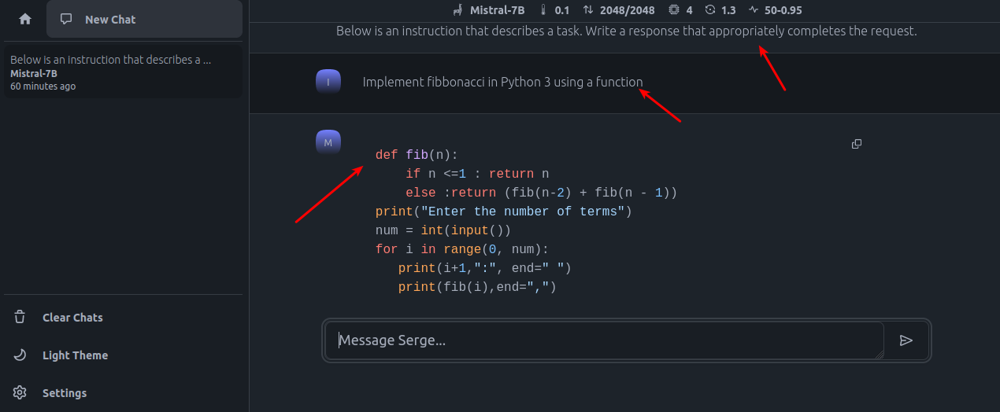 New Chat
Below is an instruction that describes a ...
Mistral-7B
60 minutes ago
Clear Chats
Light Theme
Settings
Mistral-7B 0.1 2048/2048 4 1.3 50-0.95
Below is an instruction that describes a task. Write a response that appropriately completes the request.
I
Implement fibbonacci in Python 3 using a function
M
def fib(n):
    if n <=1 : return n
    else :return (fib(n-2) + fib(n - 1))
print("Enter the number of terms")
num = int(input())
for i in range(0, num):
   print(i+1,":", end=" ")
   print(fib(i),end=",")
Message Serge...